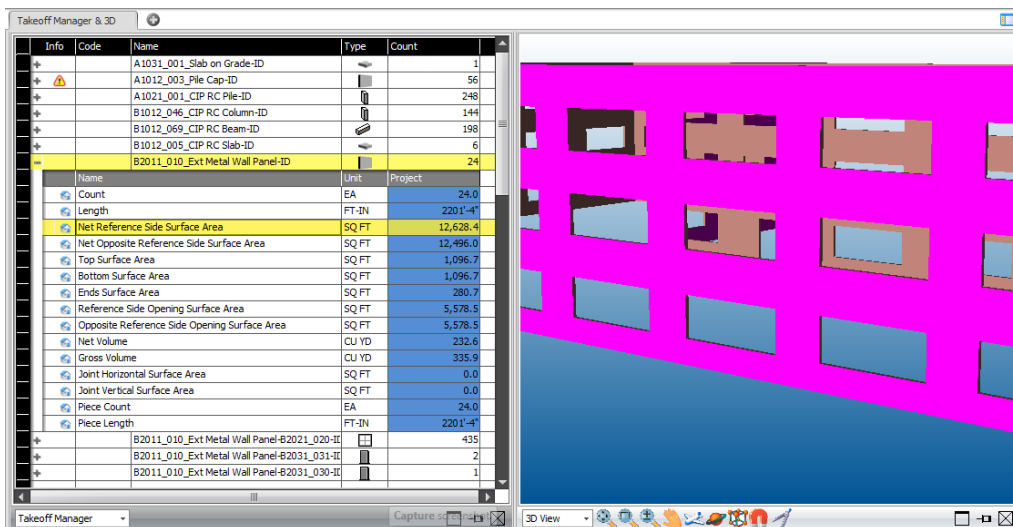 Takeoff Manager & 3D
Info Code Name Type Count
A1031_001_Slab on Grade-ID 1
A1012_003_Pile Cap-ID 56
A1021_001_CIP RC Pile-ID 248
B1012_046_CIP RC Column-ID 144
B1012_069_CIP RC Beam-ID 198
B1012_005_CIP RC Slab-ID 6
B2011_010_Ext Metal Wall Panel-ID 24
Name Unit Project
Count EA 24.0
Length FT-IN 2201'-4"
Net Reference Side Surface Area SQ FT 12,628.4
Net Opposite Reference Side Surface Area SQ FT 12,496.0
Top Surface Area SQ FT 1,096.7
Bottom Surface Area SQ FT 1,096.7
Ends Surface Area SQ FT 280.7
Reference Side Opening Surface Area SQ FT 5,578.5
Opposite Reference Side Opening Surface Area SQ FT 5,578.5
Net Volume CU YD 232.6
Gross Volume CU YD 335.9
Joint Horizontal Surface Area SQ FT 0.0
Joint Vertical Surface Area SQ FT 0.0
Piece Count EA 24.0
Piece Length FT-IN 2201'-4"
B2011_010_Ext Metal Wall Panel-B2021_020-ID 435
B2011_010_Ext Metal Wall Panel-B2031_031-ID 2
B2011_010_Ext Metal Wall Panel-B2031_030-ID 1
Takeoff Manager Capture
3D View